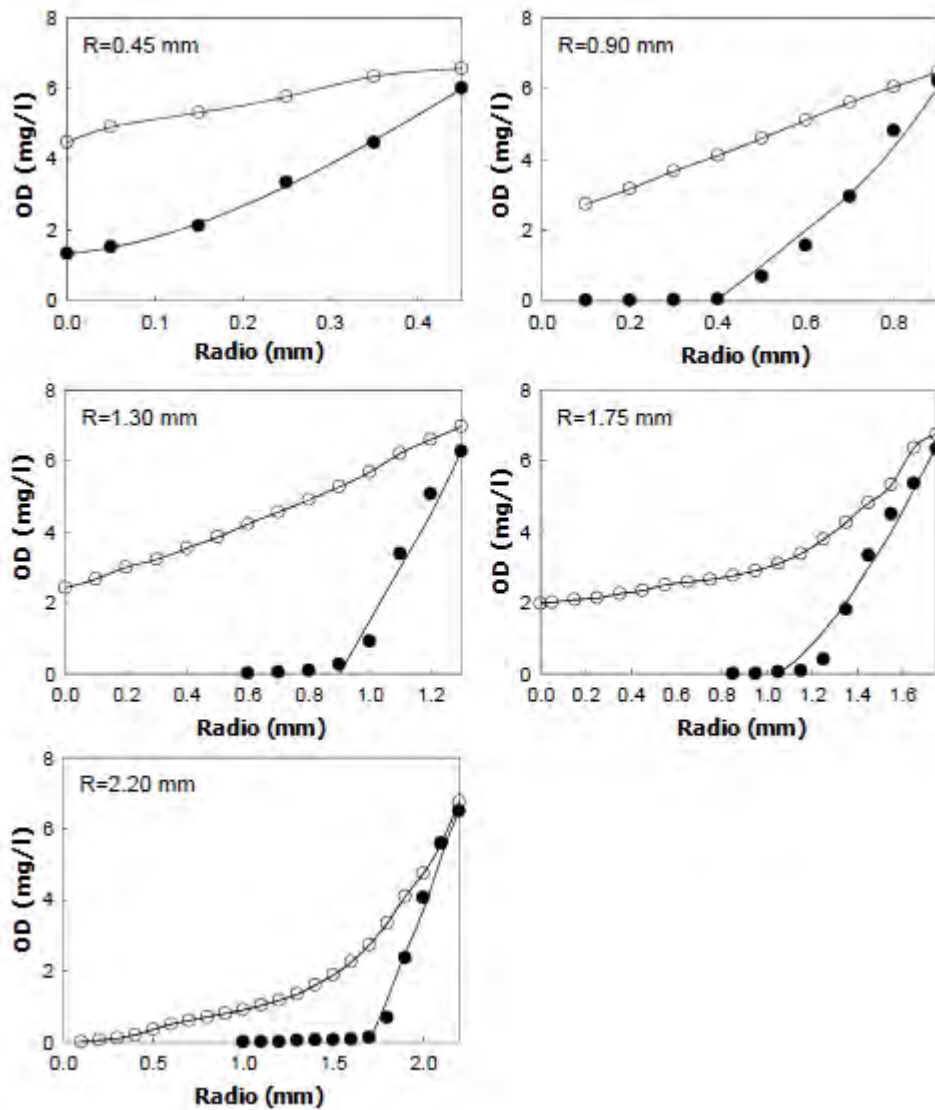 8
R=0.45 mm
6
4
2
0
OD (mg/l)
0.0 0.1 0.2 0.3 0.4
Radio (mm)
8
R=0.90 mm
6
4
2
0
OD (mg/l)
0.0 0.2 0.4 0.6 0.8
Radio (mm)
8
R=1.30 mm
6
4
2
0
OD (mg/l)
0.0 0.2 0.4 0.6 0.8 1.0 1.2
Radio (mm)
8
R=1.75 mm
6
4
2
0
OD (mg/l)
0.0 0.2 0.4 0.6 0.8 1.0 1.2 1.4 1.6
Radio (mm)
8
R=2.20 mm
6
4
2
0
OD (mg/l)
0.0 0.5 1.0 1.5 2.0
Radio (mm)